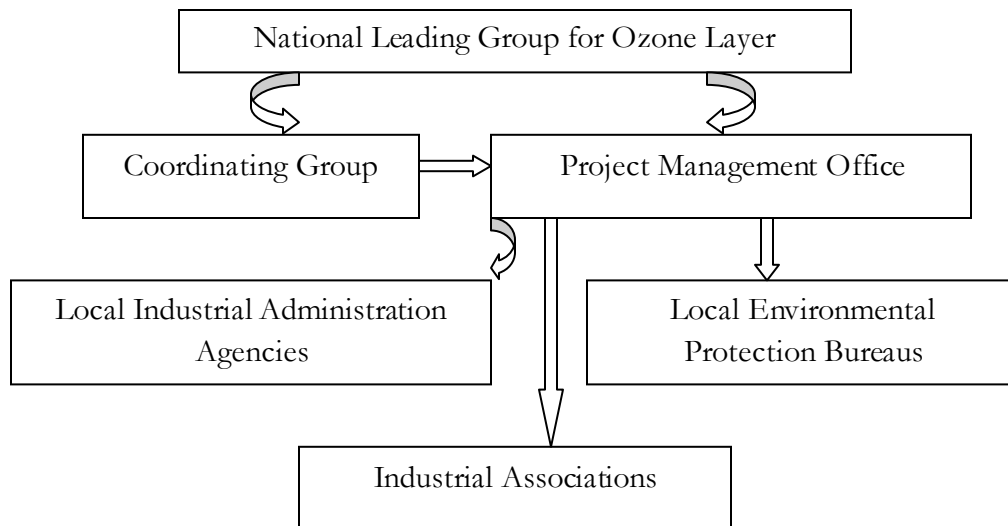 National Leading Group for Ozone Layer
Coordinating Group
Project Management Office
Local Industrial Administration
Agencies
Local Environmental
Protection Bureaus
Industrial Associations